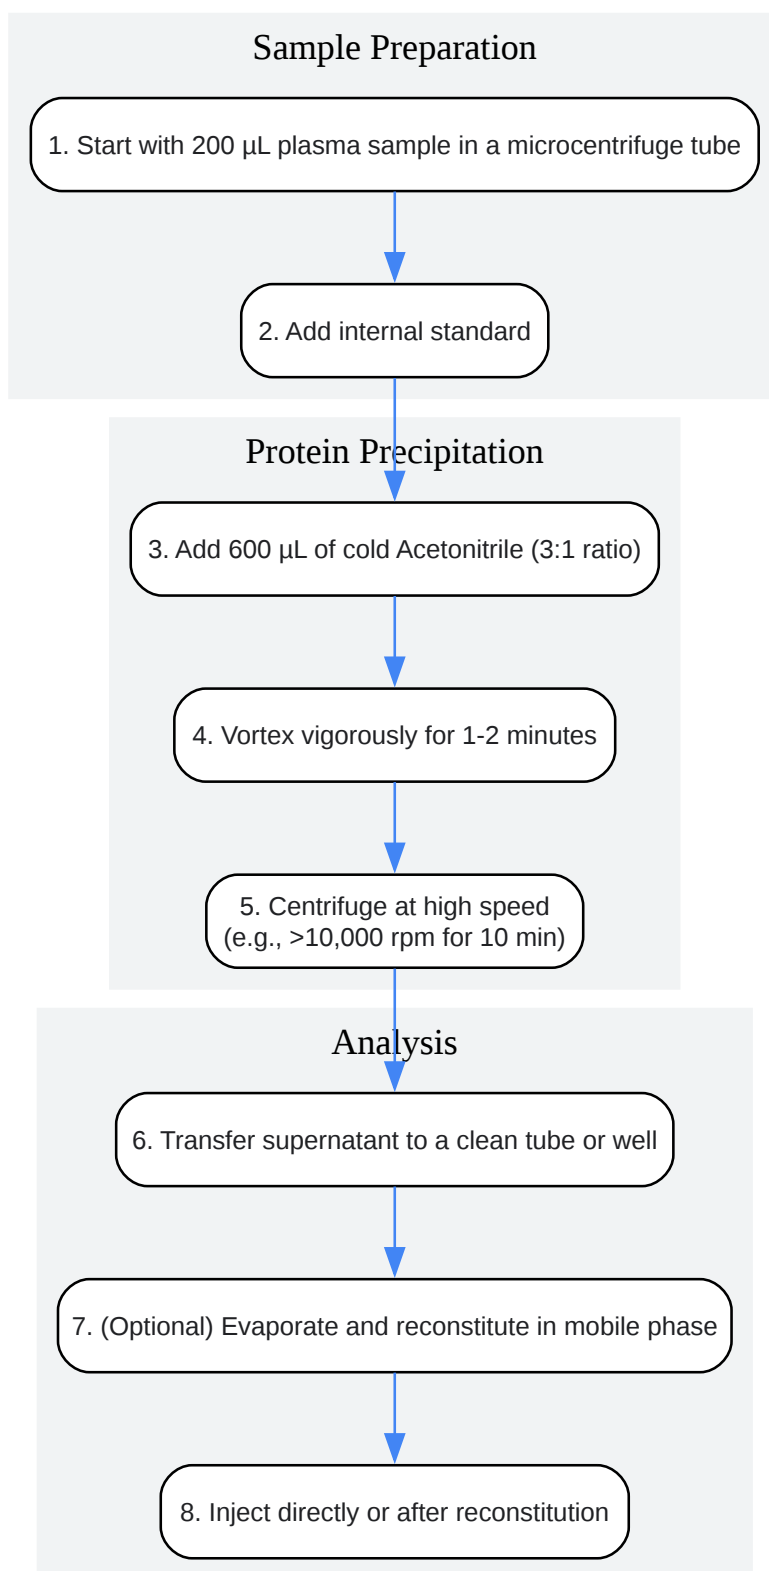 Sample Preparation
1. Start with 200 µL plasma sample in a microcentrifuge tube
2. Add internal standard
Protein Precipitation
3. Add 600 µL of cold Acetonitrile (3:1 ratio)
4. Vortex vigorously for 1-2 minutes
5. Centrifuge at high speed
(e.g., >10,000 rpm for 10 min)
Analysis
6. Transfer supernatant to a clean tube or well
7. (Optional) Evaporate and reconstitute in mobile phase
8. Inject directly or after reconstitution